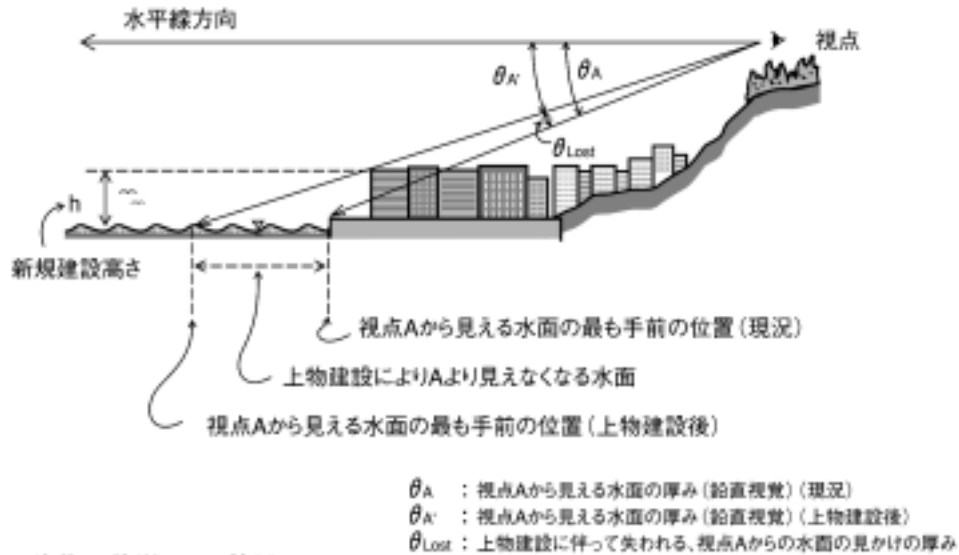 水平線方向
視点
θA'
θA
θLost
h
新規建設高さ
視点Aから見える水面の最も手前の位置(現況)
上物建設によりAより見えなくなる水面
視点Aから見える水面の最も手前の位置(上物建設後)
θA : 視点Aから見える水面の厚み(鉛直視覚)(現況)
θA' : 視点Aから見える水面の厚み(鉛直視覚)(上物建設後)
θLost : 上物建設に伴って失われる、視点Aからの水面の見かけの厚み